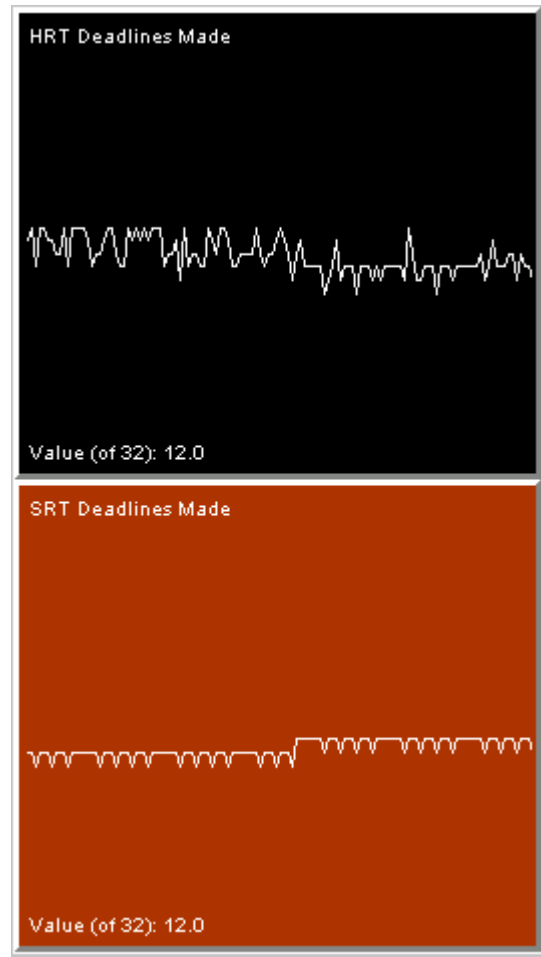 HRT Deadlines Made
Value (of 32): 12.0
SRT Deadlines Made
Value (of 32): 12.0